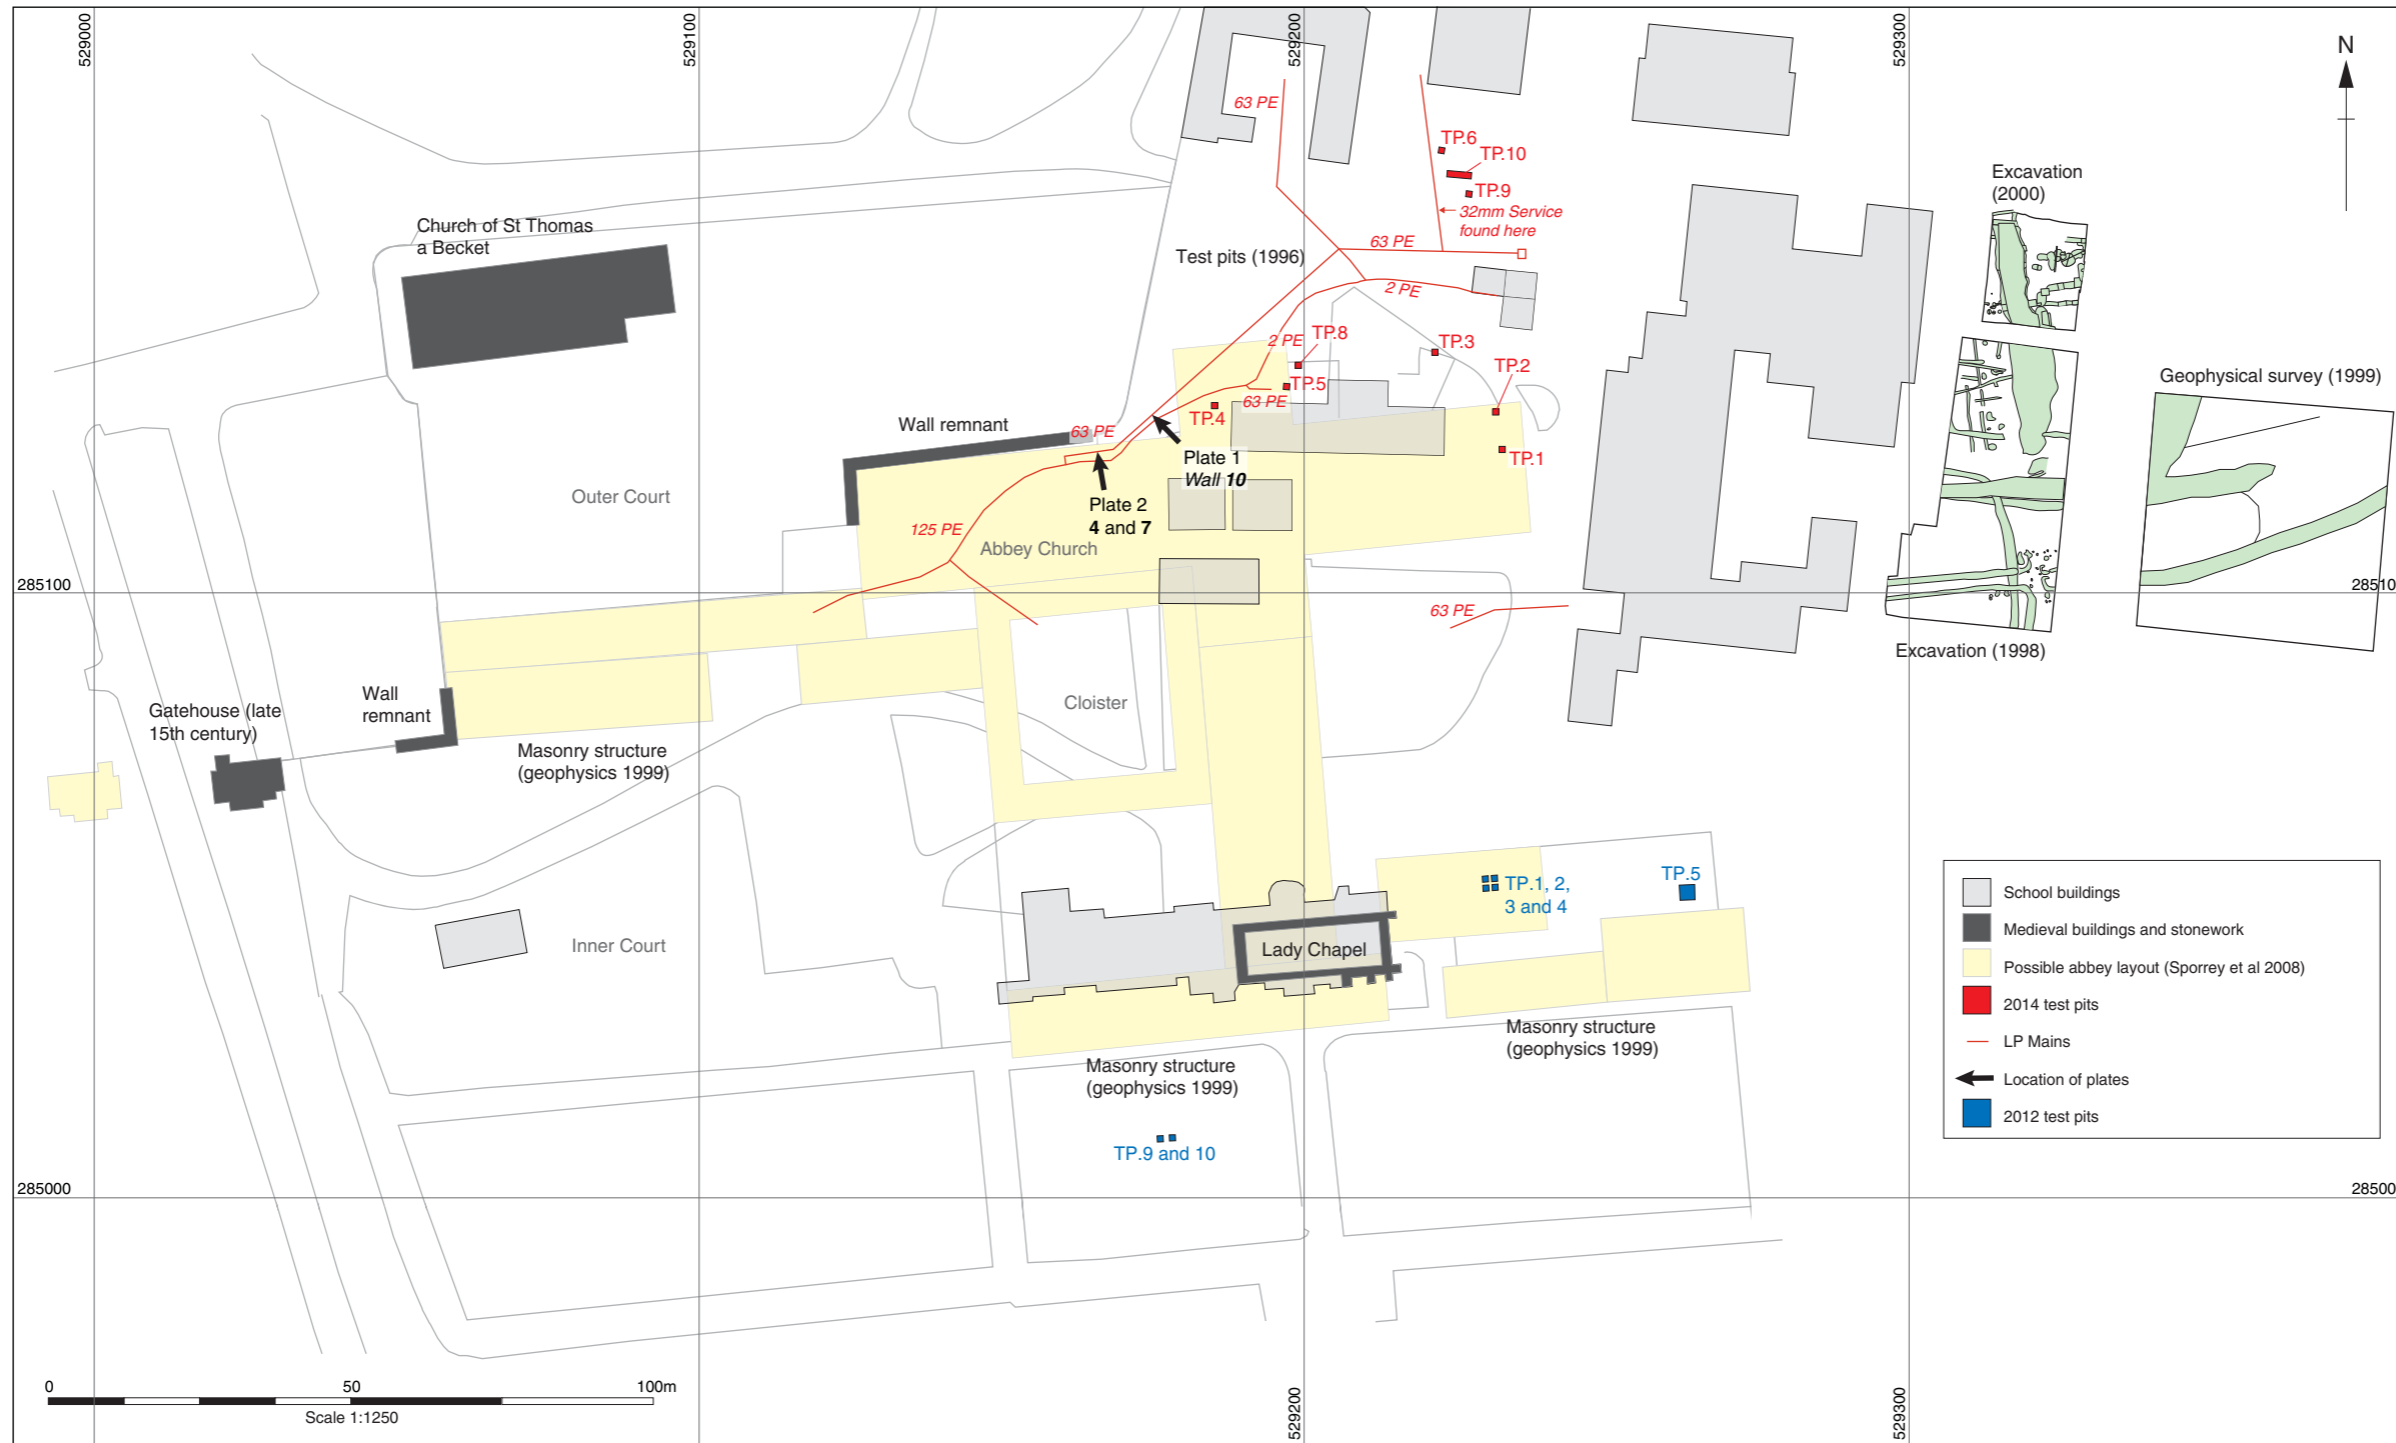 529000
529100
529200
529300
N
63 PE
TP.6
TP.10
TP.9
32mm Service
found here
Excavation
(2000)
Church of St Thomas
a Becket
Test pits (1996)
63 PE
2 PE
2 PE
TP.8
TP.3
TP.2
TP.5
63 PE
TP.4
TP.1
Geophysical survey (1999)
Wall remnant
63 PE
Plate 1
Wall 10
Plate 2
4 and 7
Outer Court
125 PE
Abbey Church
285100
28510
63 PE
Excavation (1998)
Wall
remnant
Gatehouse (late
15th century)
Cloister
Masonry structure
(geophysics 1999)
TP.1, 2,
3 and 4
TP.5
Inner Court
Lady Chapel
School buildings
Medieval buildings and stonework
Possible abbey layout (Sporrey et al 2008)
2014 test pits
LP Mains
Location of plates
2012 test pits
Masonry structure
(geophysics 1999)
Masonry structure
(geophysics 1999)
TP.9 and 10
285000
28500
0 50 100m
Scale 1:1250
529200
529300